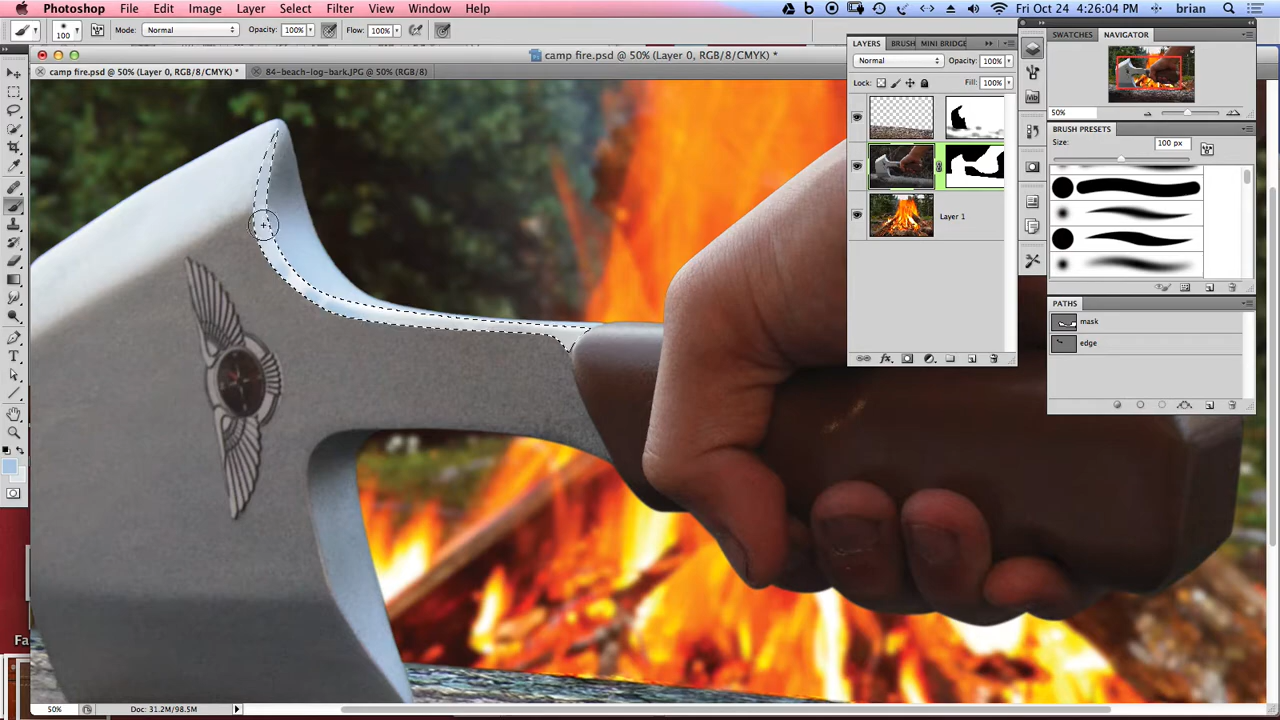 Photoshop File Edit Image Layer Select Filter View Window Help Fri Oct 24 4:26:04 PM brian
100 Mode: Normal Opacity: 100% Flow: 100%
camp fire.psd @ 50% (Layer 0, RGB/8/CMYK) *
camp fire.psd @ 50% (Layer 0, RGB/8/CMYK) * 84-beach-log-bark.JPG @ 50% (RGB/8)
LAYERS BRUSH MINI BRIDGE
Normal Opacity: 100%
Lock: Fill: 100%
Layer 1
fx
SWATCHES NAVIGATOR
50%
BRUSH PRESETS
Size: 100 px
PATHS
mask
edge
Mb
T
Fa
50% Doc: 31.2M/98.5M